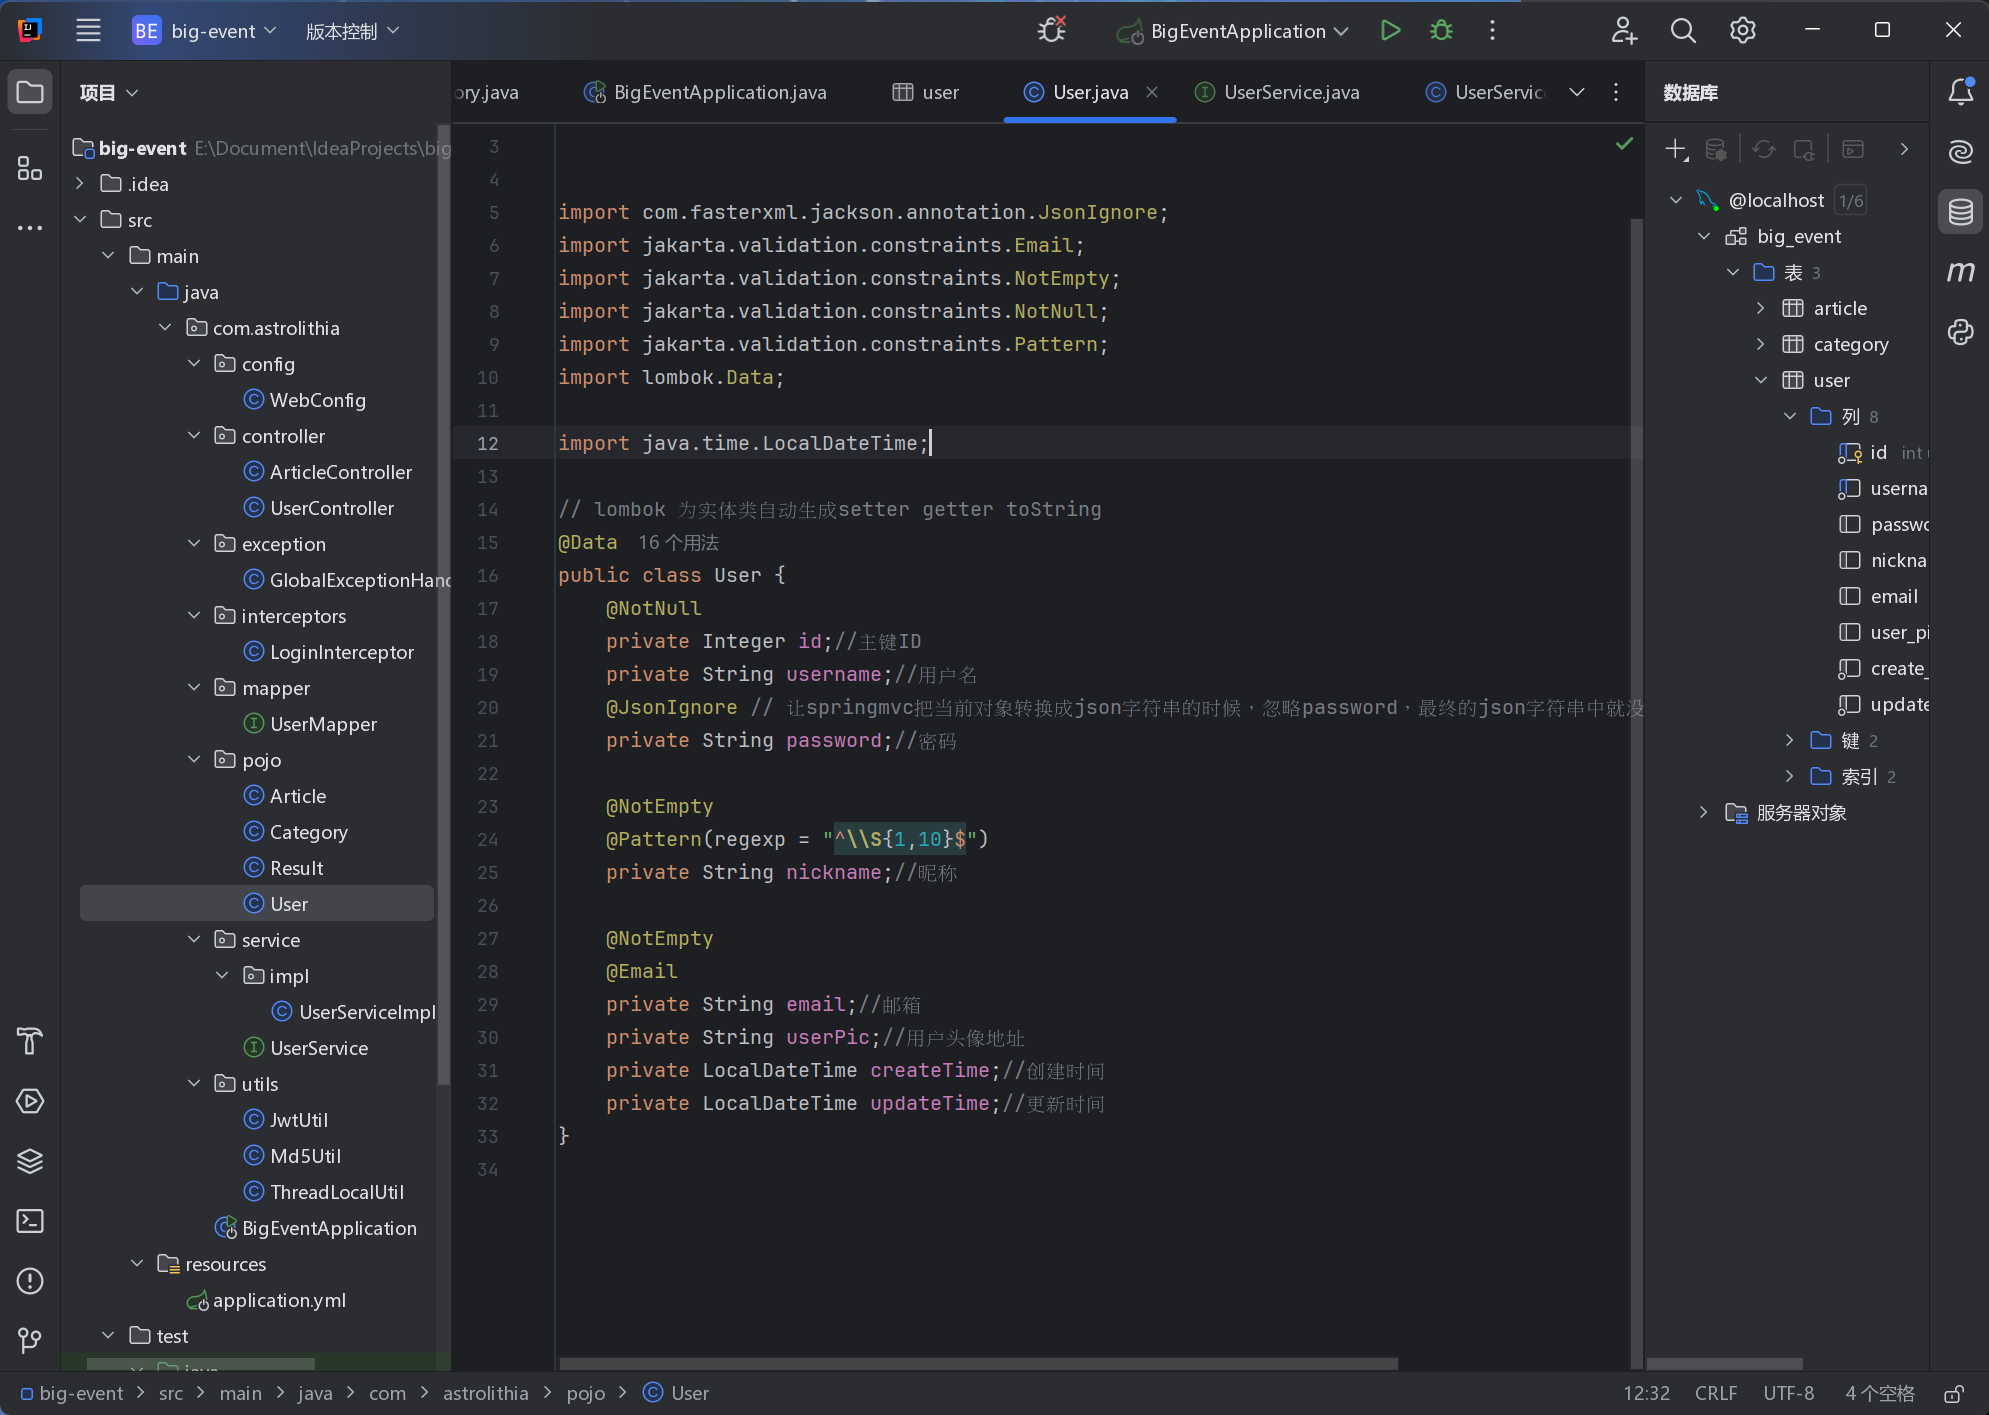 BE big-event 版本控制 BigEventApplication
项目
big-event E:\Document\IdeaProjects\big
.idea
src
main
java
com.astrolithia
config
WebConfig
controller
ArticleController
UserController
exception
GlobalExceptionHand
interceptors
LoginInterceptor
mapper
UserMapper
pojo
Article
Category
Result
User
service
impl
UserServiceImpl
UserService
utils
JwtUtil
Md5Util
ThreadLocalUtil
BigEventApplication
resources
application.yml
test
java
ory.java BigEventApplication.java user User.java UserService.java UserServic
3
4
5 import com.fasterxml.jackson.annotation.JsonIgnore;
6 import jakarta.validation.constraints.Email;
7 import jakarta.validation.constraints.NotEmpty;
8 import jakarta.validation.constraints.NotNull;
9 import jakarta.validation.constraints.Pattern;
10 import lombok.Data;
11
12 import java.time.LocalDateTime;
13
14 // lombok 为实体类自动生成setter getter toString
15 @Data 16 个用法
16 public class User {
17 @NotNull
18 private Integer id;//主键ID
19 private String username;//用户名
20 @JsonIgnore // 让springmvc把当前对象转换成json字符串的时候，忽略password，最终的json字符串中就没
21 private String password;//密码
22
23 @NotEmpty
24 @Pattern(regexp = "^\\S{1,10}$")
25 private String nickname;//昵称
26
27 @NotEmpty
28 @Email
29 private String email;//邮箱
30 private String userPic;//用户头像地址
31 private LocalDateTime createTime;//创建时间
32 private LocalDateTime updateTime;//更新时间
33 }
34
数据库
@localhost 1/6
big_event
表 3
article
category
user
列 8
id int
userna
passwo
nickna
email
user_pi
create_
update
键 2
索引 2
服务器对象
m
big-event > src > main > java > com > astrolithia > pojo > User
12:32 CRLF UTF-8 4 个空格